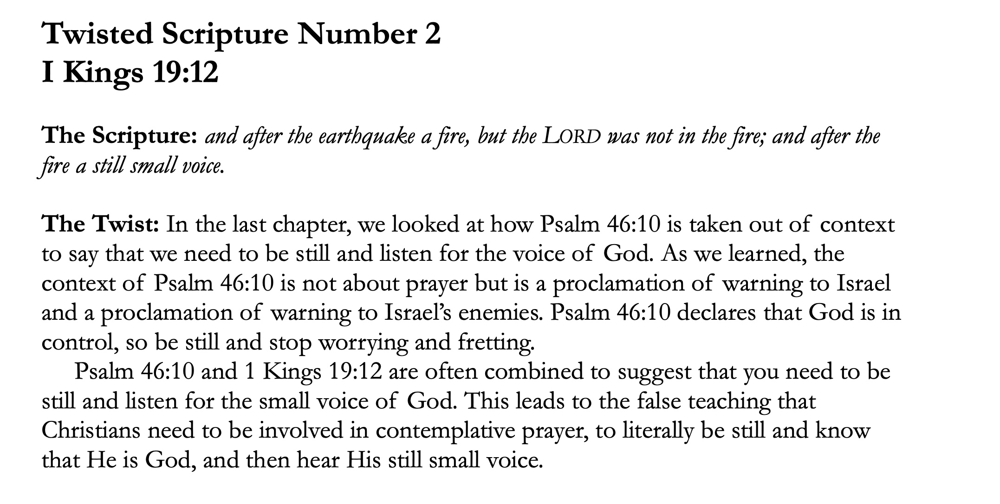 Twisted Scripture Number 2
I Kings 19:12
The Scripture: and after the earthquake a fire, but the LORD was not in the fire; and after the
fire a still small voice.
The Twist: In the last chapter, we looked at how Psalm 46:10 is taken out of context
to say that we need to be still and listen for the voice of God. As we learned, the
context of Psalm 46:10 is not about prayer but is a proclamation of warning to Israel
and a proclamation of warning to Israel’s enemies. Psalm 46:10 declares that God is in
control, so be still and stop worrying and fretting.
Psalm 46:10 and 1 Kings 19:12 are often combined to suggest that you need to be
still and listen for the small voice of God. This leads to the false teaching that
Christians need to be involved in contemplative prayer, to literally be still and know
that He is God, and then hear His still small voice.